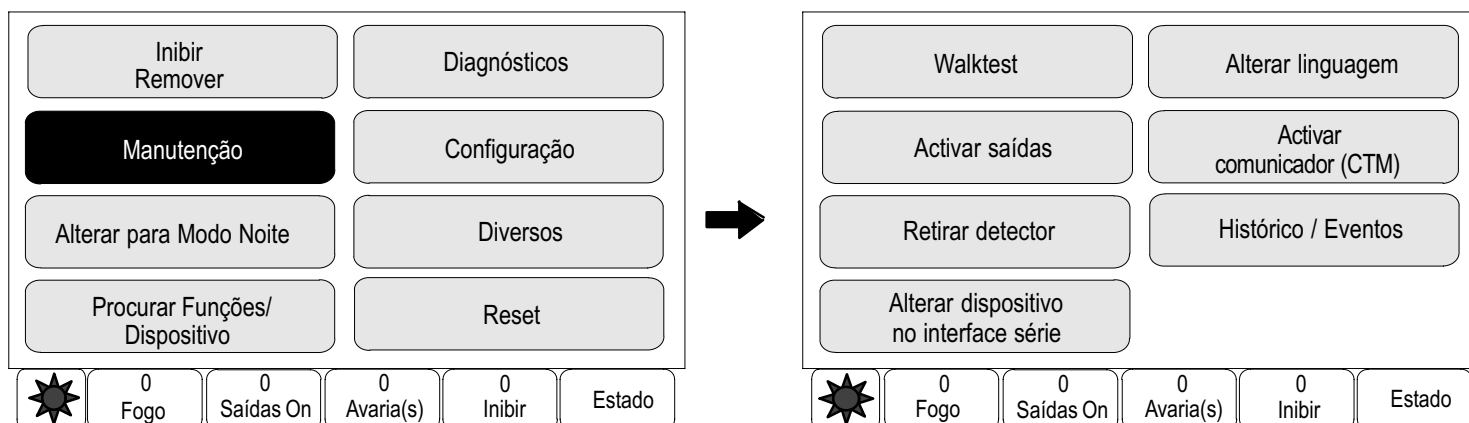 Inibir
Remover
Diagnósticos
Manutenção
Configuração
Alterar para Modo Noite
Diversos
Procurar Funções/
Dispositivo
Reset
0
Fogo
0
Saídas On
0
Avaria(s)
0
Inibir
Estado
Walktest
Alterar linguagem
Activar saídas
Activar
comunicador (CTM)
Retirar detector
Histórico / Eventos
Alterar dispositivo
no interface série
0
Fogo
0
Saídas On
0
Avaria(s)
0
Inibir
Estado